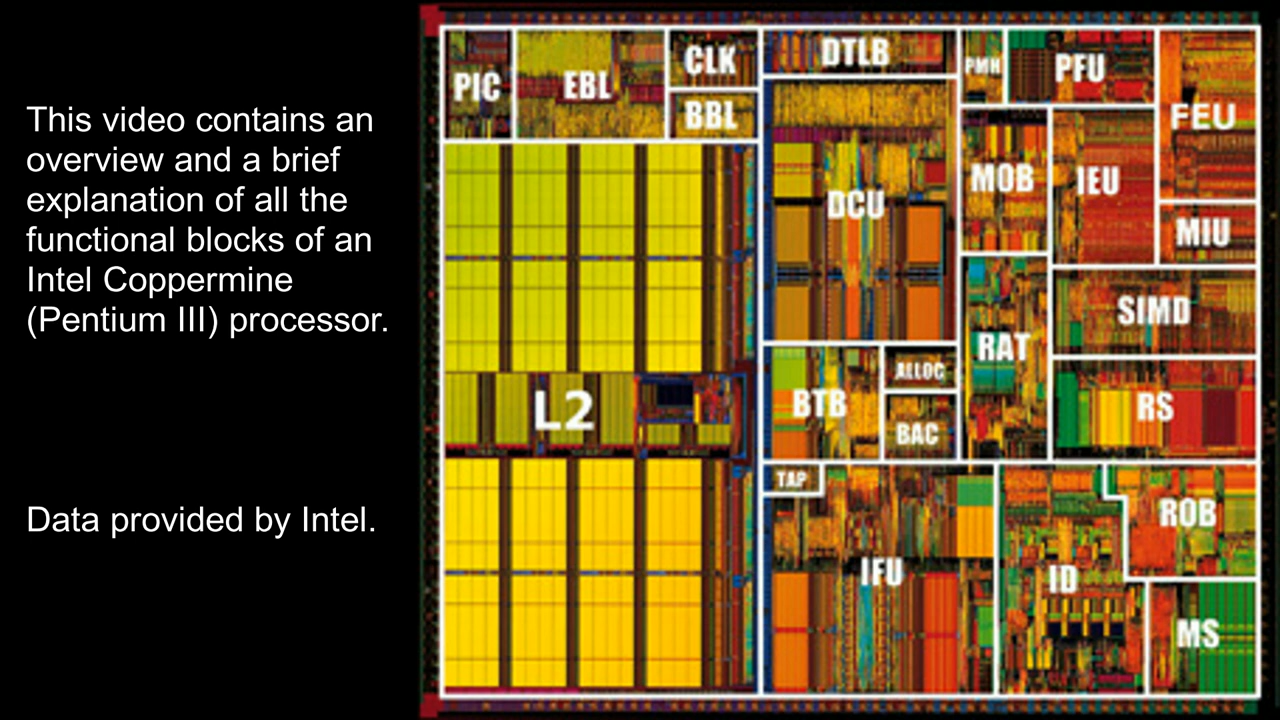 This video contains an
overview and a brief
explanation of all the
functional blocks of an
Intel Coppermine
(Pentium III) processor.
Data provided by Intel.
PIC
EBL
CLK
BBL
DTLB
PMH
PFU
FEU
DCU
MOB
IEU
MIU
SIMD
RAT
ALLOC
L2
BTB
BAC
RS
TAP
IFU
ID
ROB
MS